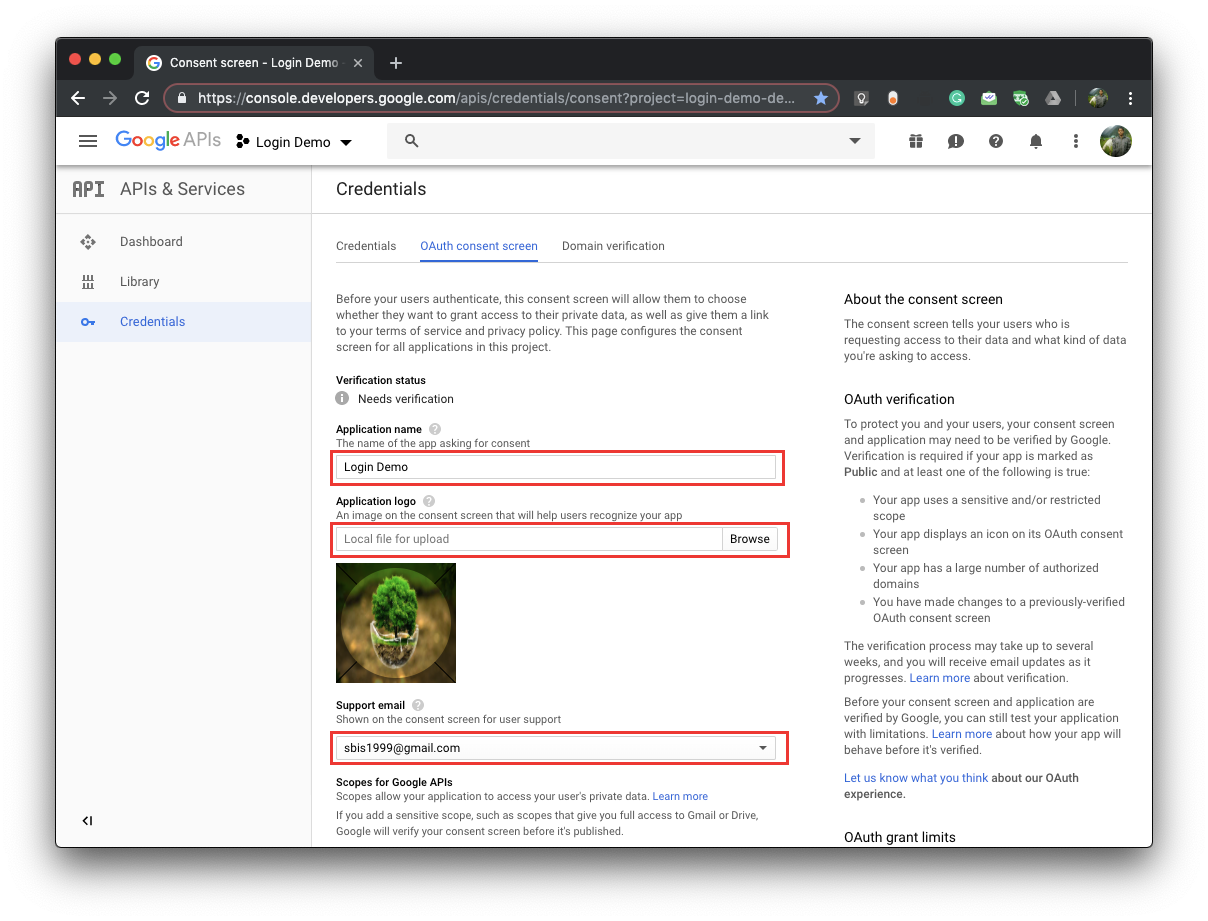 Consent screen - Login Demo
https://console.developers.google.com/apis/credentials/consent?project=login-demo-de...
Google APIs
Login Demo
API APIs & Services
Credentials
Dashboard
Library
Credentials
Credentials
OAuth consent screen
Domain verification
Before your users authenticate, this consent screen will allow them to choose
whether they want to grant access to their private data, as well as give them a link
to your terms of service and privacy policy. This page configures the consent
screen for all applications in this project.
Verification status
Needs verification
Application name
The name of the app asking for consent
Login Demo
Application logo
An image on the consent screen that will help users recognize your app
Local file for upload
Browse
Support email
Shown on the consent screen for user support
sbis1999@gmail.com
Scopes for Google APIs
Scopes allow your application to access your user's private data. Learn more
If you add a sensitive scope, such as scopes that give you full access to Gmail or Drive,
Google will verify your consent screen before it's published.
About the consent screen
The consent screen tells your users who is
requesting access to their data and what kind of data
you're asking to access.
OAuth verification
To protect you and your users, your consent screen
and application may need to be verified by Google.
Verification is required if your app is marked as
Public and at least one of the following is true:
Your app uses a sensitive and/or restricted
scope
Your app displays an icon on its OAuth consent
screen
Your app has a large number of authorized
domains
You have made changes to a previously-verified
OAuth consent screen
The verification process may take up to several
weeks, and you will receive email updates as it
progresses. Learn more about verification.
Before your consent screen and application are
verified by Google, you can still test your application
with limitations. Learn more about how your app will
behave before it's verified.
Let us know what you think about our OAuth
experience.
OAuth grant limits